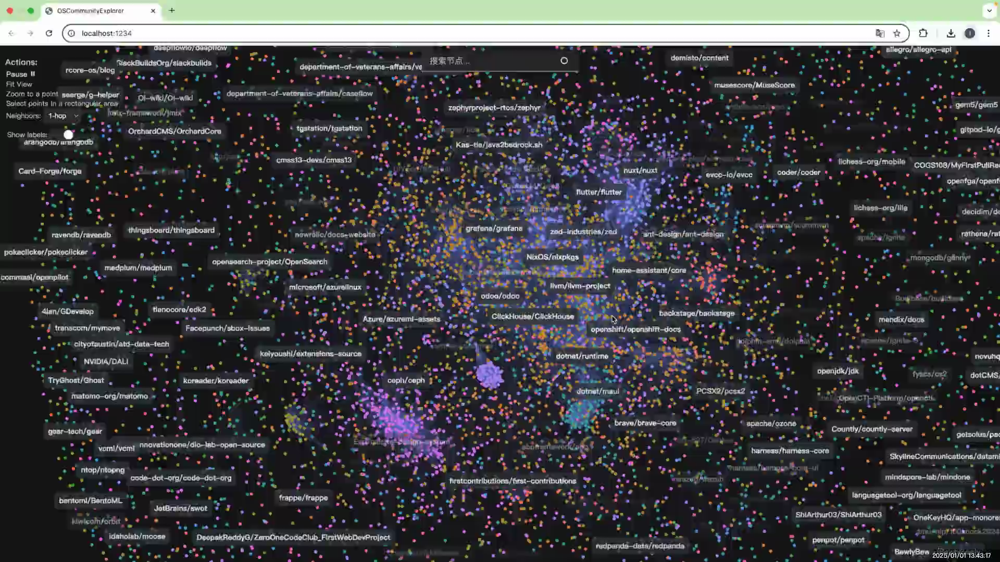 OSCommunityExplorer
localhost:1234
deepflowio/deepflow
allegro/allegro-api
Actions:
SlackBuildsOrg/slackbuilds
搜索节点...
demisto/content
rcore-os/blog
department-of-veterans-affairs/va
Pause
Fit View
musescore/MuseScore
Zoom to a point
seerge/g-helper
OI-wiki/OI-wiki
department-of-veterans-affairs/caseflow
Select points in a rectangular area
gem5/gem5
zephyrproject-rtos/zephyr
jmix-framework/jmix
Neighbors: 1-hop
OrchardCMS/OrchardCore
tgstation/tgstation
gitpod-io/g
Show labels:
arangodb/arangodb
Kas-tle/java2bedrock.sh
cmss13-devs/cmss13
lichess-org/mobile
COGS108/MyFirstPullRe
Card-Forge/forge
nuxt/nuxt
evcc-io/evcc
coder/coder
openfga/openf
flutter/flutter
lichess-org/lila
decidim/de
thingsboard/thingsboard
grafana/grafana
zed-industries/zed
ravendb/ravendb
newrelic/docs-website
ant-design/ant-design
apache/ignite
rathena/rat
pokeclicker/pokeclicker
opensearch-project/OpenSearch
NixOS/nixpkgs
mongodb/ginny
medplum/medplum
home-assistant/core
commaai/openpilot
microsoft/azurelinux
llvm/llvm-project
odoo/odoo
4ian/GDevelop
tianocore/edk2
Azure/azureml-assets
ClickHouse/ClickHouse
backstage/backstage
mendix/docs
transcom/mymove
Facepunch/sbox-issues
openshift/openshift-docs
cityofaustin/atd-data-tech
dolphin-emu/dolphin
keiyoushi/extensions-source
dotnet/runtime
NVIDIA/DALI
novuhq
openjdk/jdk
fyscs/cs2
dotCMS/
TryGhost/Ghost
koreader/koreader
ceph/ceph
dotnet/maui
PCSX2/pcsx2
matomo-org/matomo
OpenCTI-Platform/opencti
brave/brave-core
apache/ozone
gear-tech/gear
Countly/countly-server
getsolus/pac
vcmi/vcmi
nnovationone/dio-lab-open-source
harness/harness-core
SkylineCommunications/datami
ntop/ntopng
code-dot-org/code-dot-org
firstcontributions/first-contributions
mindspore-lab/mindone
languagetool-org/languagetool
bentoml/BentoML
frappe/frappe
JetBrains/swot
ShiArthur03/ShiArthur03
OneKeyHQ/app-monore
kiwicom/orbit
idaholab/moose
DeepakReddyG/ZeroOneCodeClub_FirstWebDevProject
penpot/penpot
redpanda-data/redpanda
BewlyBew
2025/01/01 13:43:17